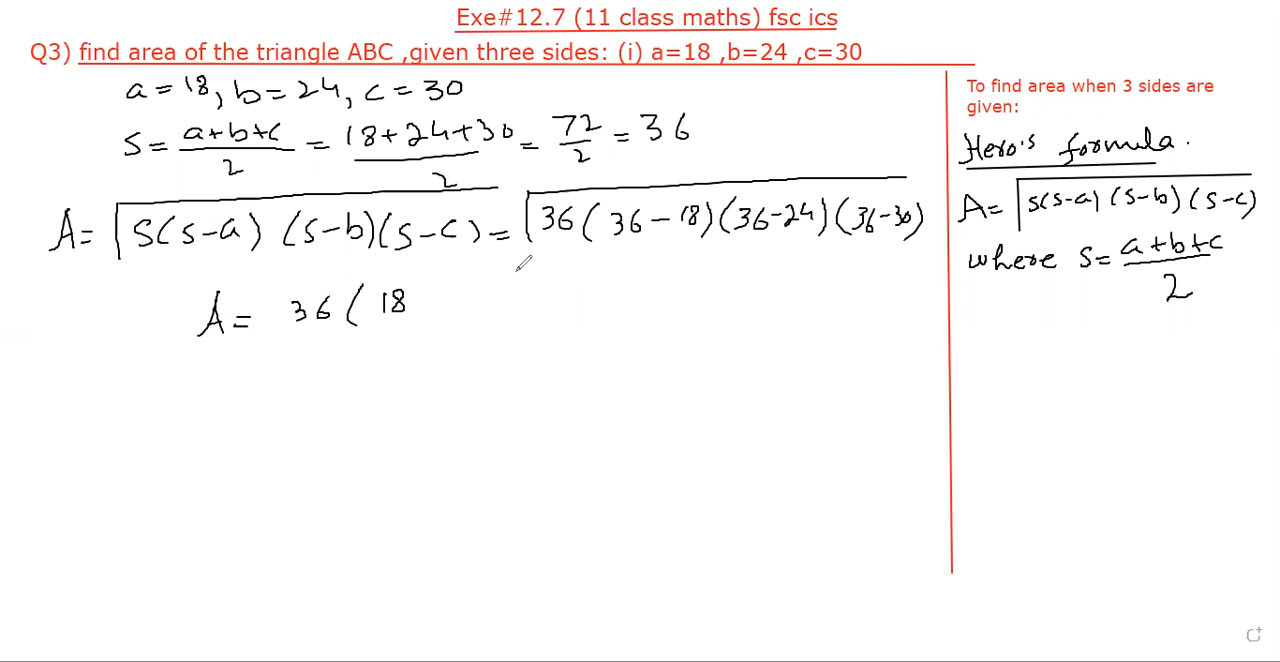 Exe#12.7 (11 class maths) fsc ics
Q3) find area of the triangle ABC ,given three sides: (i) a=18 ,b=24 ,c=30
a = 18, b = 24, c = 30
S = a+b+c/2 = 18+24+30/2 = 72/2 = 36
A = √S(S-a) (S-b)(S-c) = √36(36-18)(36-24)(36-30)
A = 36(18
To find area when 3 sides are
given:
Hero's formula.
A = √S(S-a)(S-b)(S-c)
where S = a+b+c/2